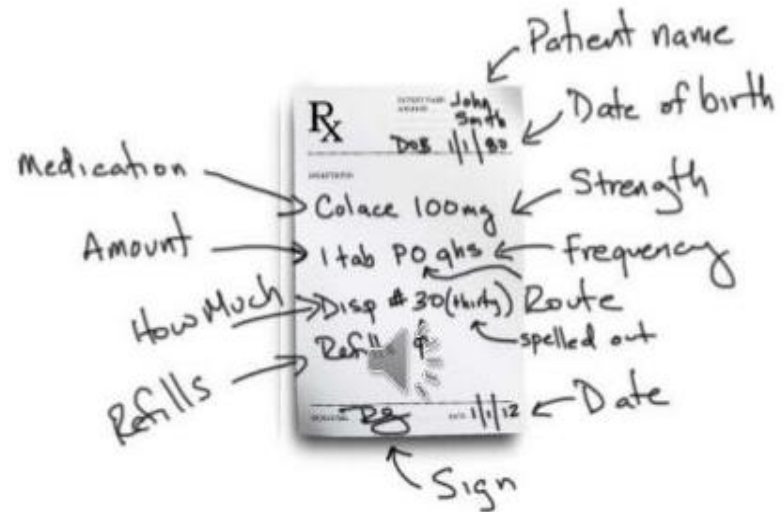 Patient name
Rx John Smith
Date of birth
DOB 1/1/80
Medication
Colace 100mg
Strength
Amount
1 tab PO qhs
Frequency
How Much
Disp # 30 (thirty)
Route
spelled out
Refills
Refills
1/1/12
Date
Sign